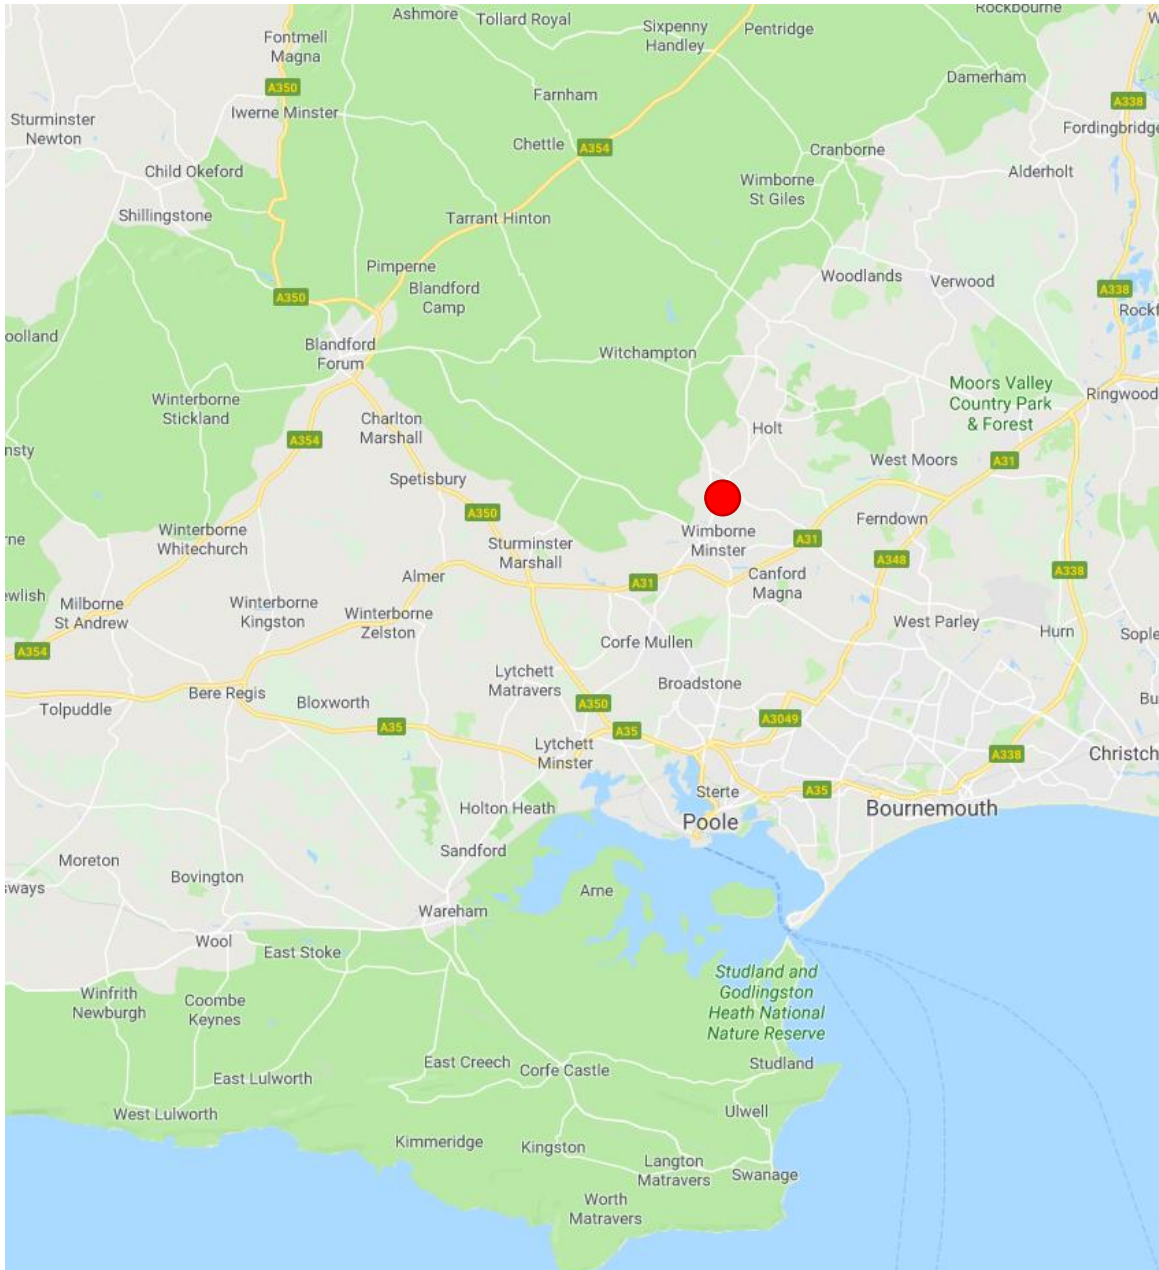 Ashmore
Tollard Royal
Sixpenny
Handley
Pentridge
Rockbourne
Fontmell
Magna
A350
Iwerne Minster
Farnham
Damerham
A338
Sturminster
Newton
Fordingbridge
Chettle
A354
Cranborne
Child Okeford
Alderholt
Wimborne
St Giles
Shillingstone
Tarrant Hinton
Pimperne
Woodlands
Verwood
A350
Blandford
Camp
A338
Rockf
oolland
Blandford
Forum
Witchampton
Moors Valley
Country Park
& Forest
Ringwood
Winterborne
Stickland
Charlton
Marshall
Holt
A354
nsty
West Moors
A31
Spetisbury
A350
Wimborne
Minster
Ferndown
Winterborne
Whitechurch
A31
rne
Sturminster
Marshall
A348
Almer
A31
Canford
Magna
A338
ewlish
Milborne
St Andrew
Winterborne
Kingston
Winterborne
Zelston
West Parley
Hurn
Sople
Corfe Mullen
A354
Lytchett
Matravers
Broadstone
Bere Regis
Bloxworth
Tolpuddle
A350
Bu
A35
A35
A3049
Lytchett
Minster
A338
Christch
Sterte
A35
Holton Heath
Poole
Bournemouth
Sandford
Moreton
sways
Bovington
Arne
Wareham
Wool
East Stoke
Studland and
Godlingston
Heath National
Nature Reserve
Winfrith
Newburgh
Coombe
Keynes
East Creech
Corfe Castle
Studland
East Lulworth
West Lulworth
Ulwell
Kimmeridge
Kingston
Langton
Matravers
Swanage
Worth
Matravers